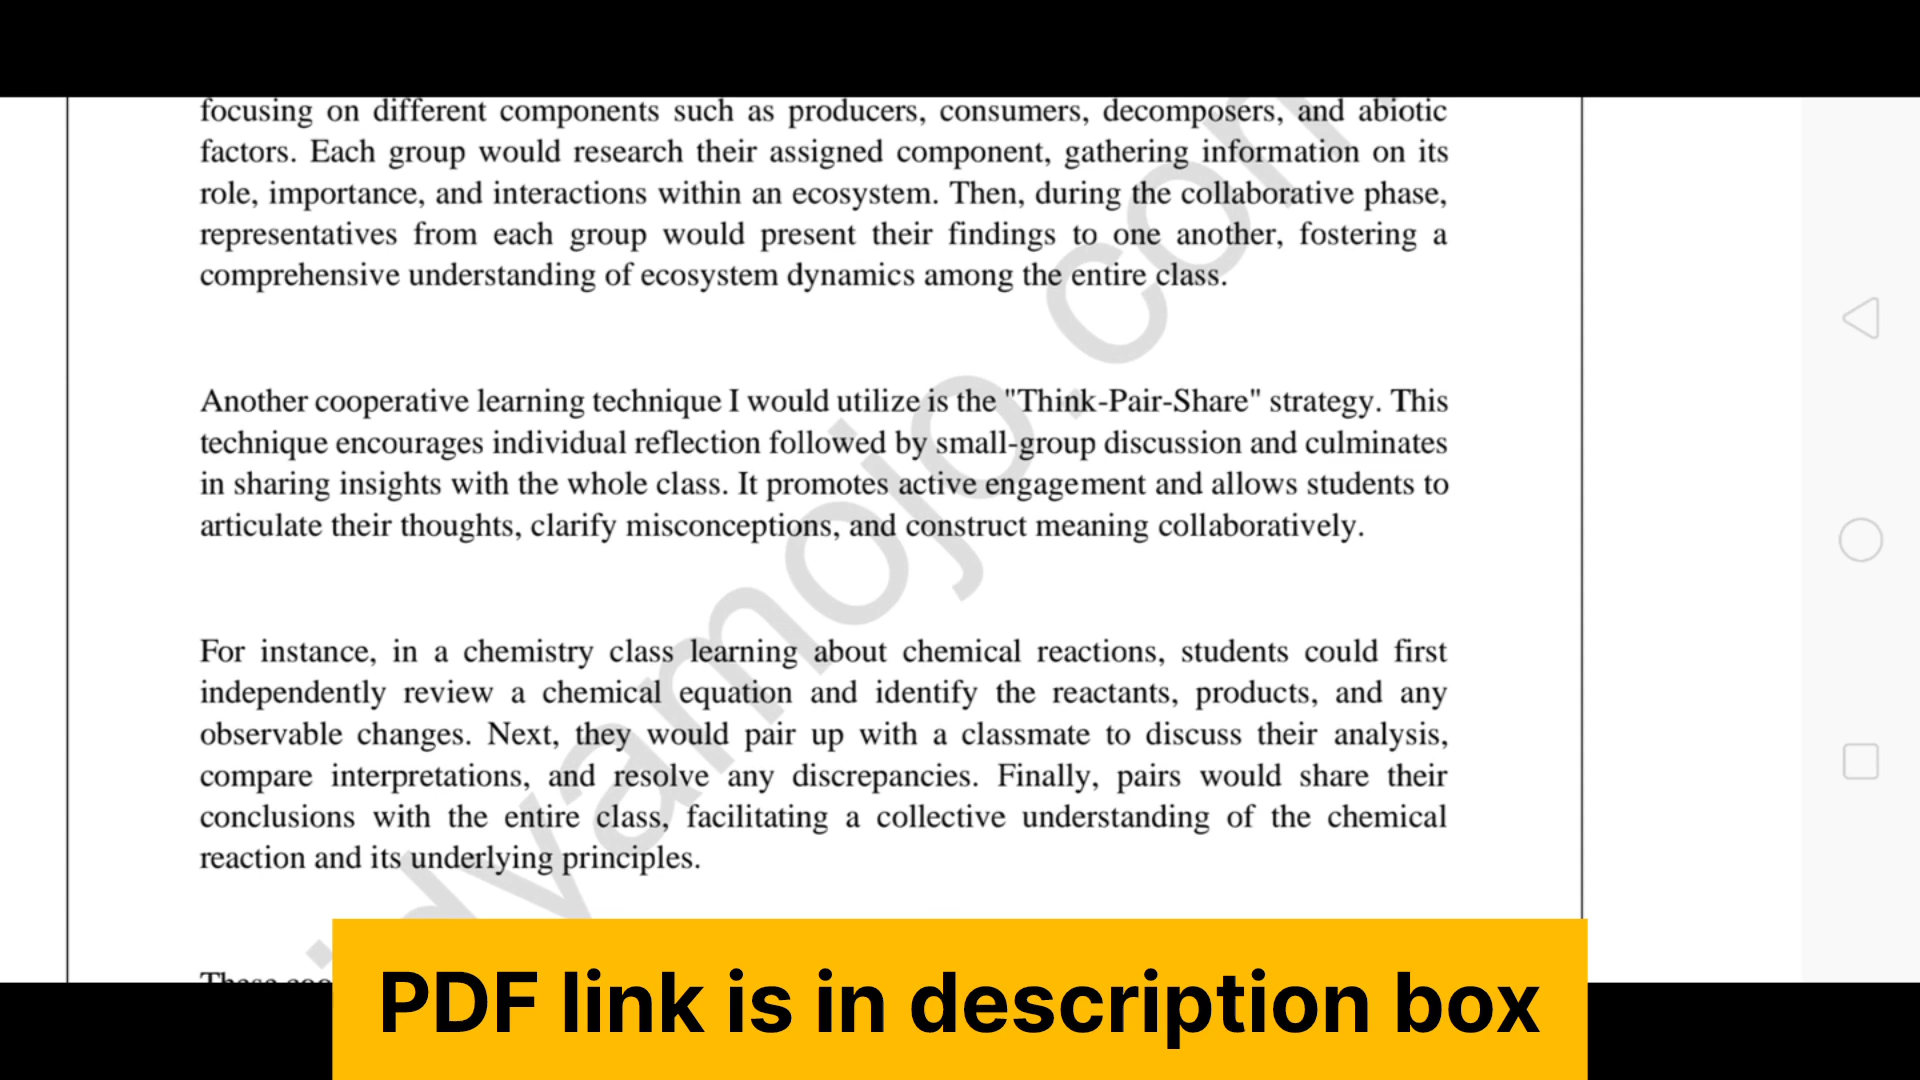 focusing on different components such as producers, consumers, decomposers, and abiotic
factors. Each group would research their assigned component, gathering information on its
role, importance, and interactions within an ecosystem. Then, during the collaborative phase,
representatives from each group would present their findings to one another, fostering a
comprehensive understanding of ecosystem dynamics among the entire class.
Another cooperative learning technique I would utilize is the "Think-Pair-Share" strategy. This
technique encourages individual reflection followed by small-group discussion and culminates
in sharing insights with the whole class. It promotes active engagement and allows students to
articulate their thoughts, clarify misconceptions, and construct meaning collaboratively.
For instance, in a chemistry class learning about chemical reactions, students could first
independently review a chemical equation and identify the reactants, products, and any
observable changes. Next, they would pair up with a classmate to discuss their analysis,
compare interpretations, and resolve any discrepancies. Finally, pairs would share their
conclusions with the entire class, facilitating a collective understanding of the chemical
reaction and its underlying principles.
PDF link is in description box